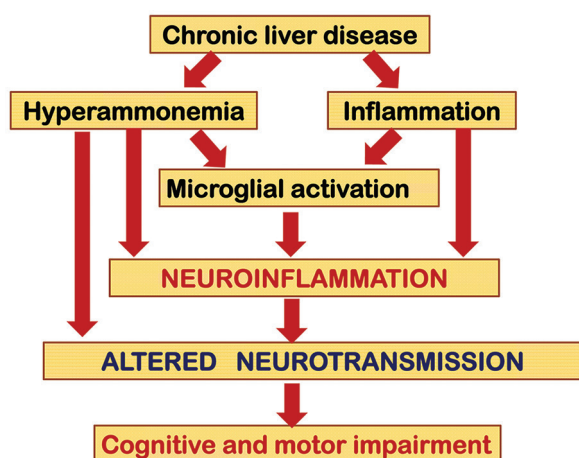 Chronic liver disease
Hyperammonemia
Inflammation
Microglial activation
NEUROINFLAMMATION
ALTERED NEUROTRANSMISSION
Cognitive and motor impairment